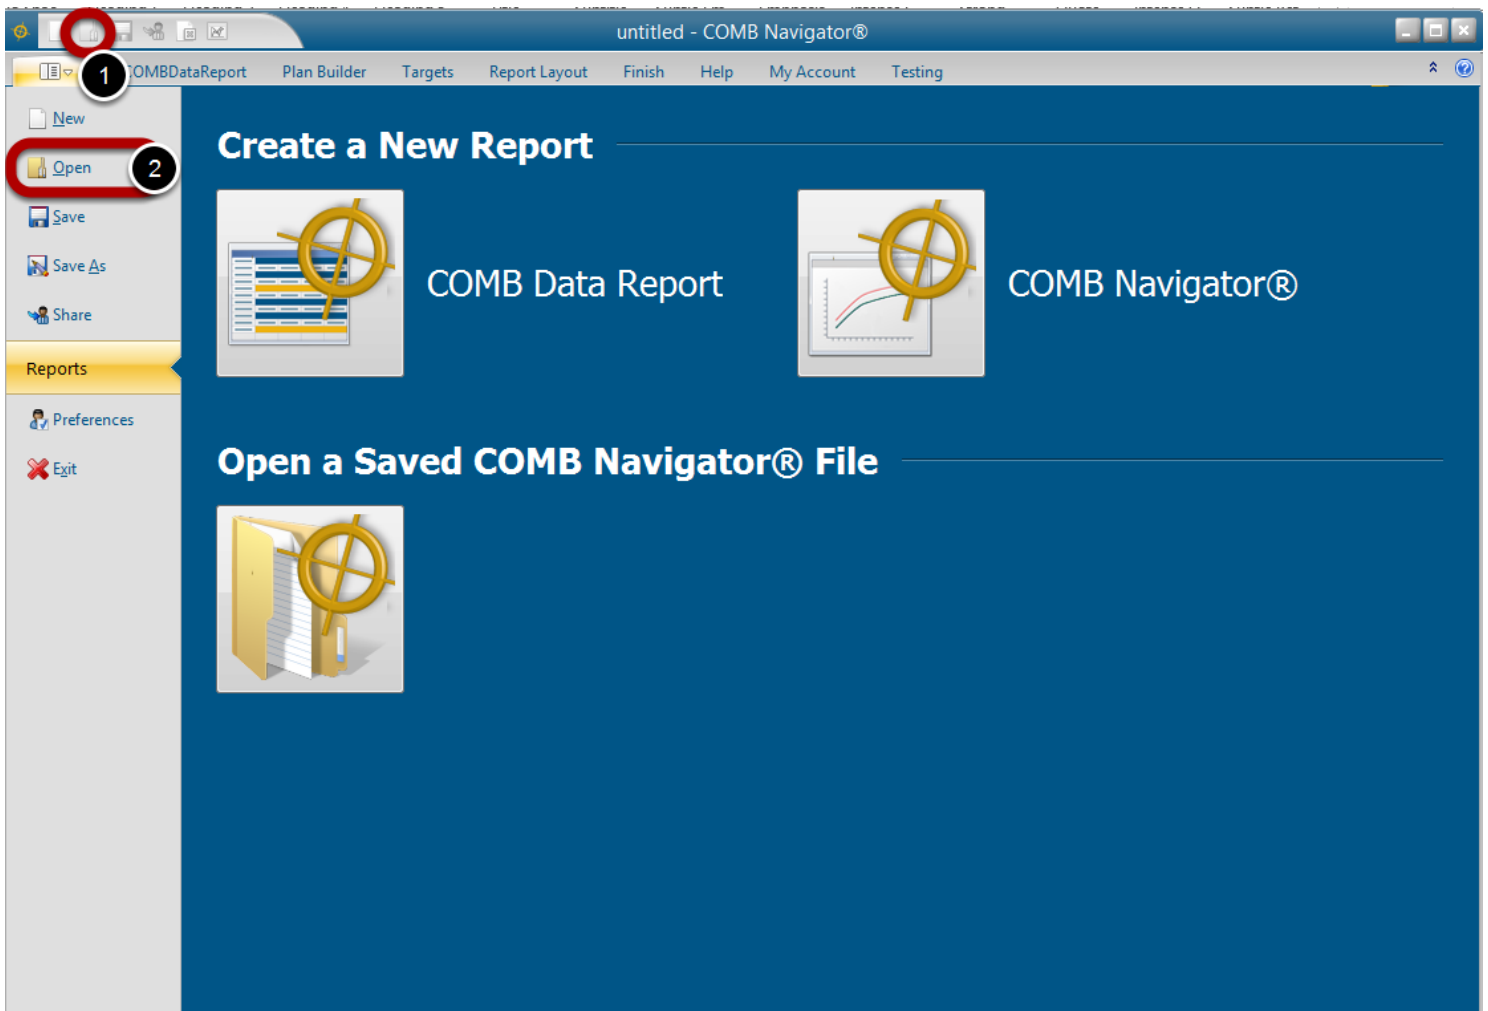 untitled - COMB Navigator®
1
COMBDataReport Plan Builder Targets Report Layout Finish Help My Account Testing
New
Open 2
Save
Save As
Share
Reports
Preferences
Exit
Create a New Report
COMB Data Report
COMB Navigator®
Open a Saved COMB Navigator® File